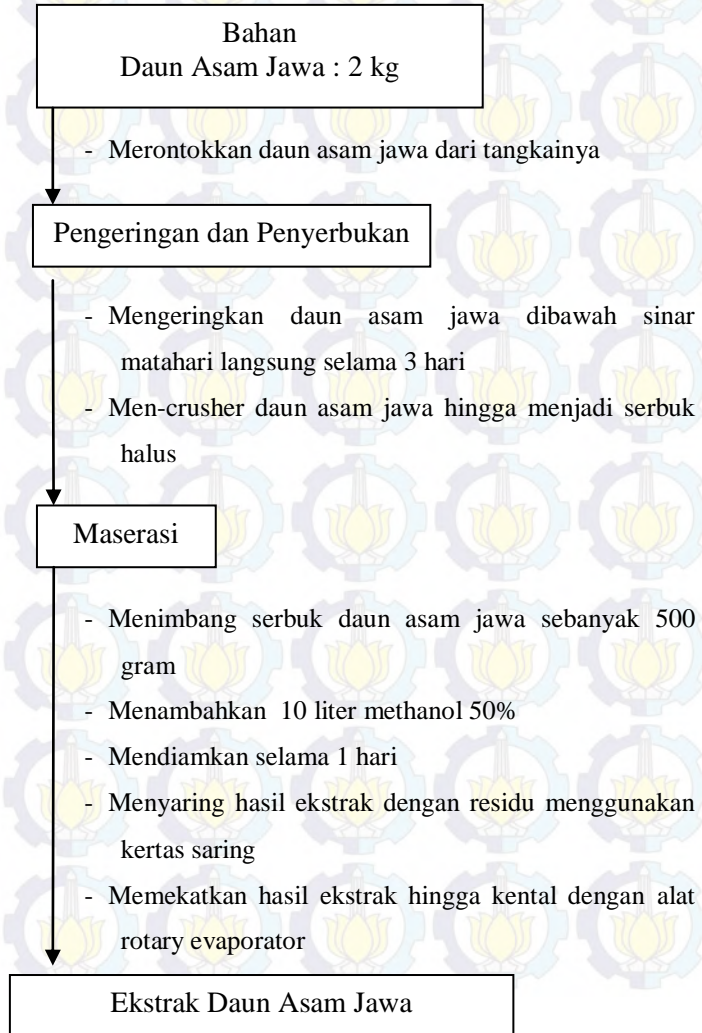 Bahan
Daun Asam Jawa : 2 kg
- Merontokkan daun asam jawa dari tangkainya
Pengeringan dan Penyerbukan
- Mengeringkan daun asam jawa dibawah sinar
matahari langsung selama 3 hari
- Men-crusher daun asam jawa hingga menjadi serbuk
halus
Maserasi
- Menimbang serbuk daun asam jawa sebanyak 500
gram
- Menambahkan 10 liter methanol 50%
- Mendiamkan selama 1 hari
- Menyaring hasil ekstrak dengan residu menggunakan
kertas saring
- Memekatkan hasil ekstrak hingga kental dengan alat
rotary evaporator
Ekstrak Daun Asam Jawa